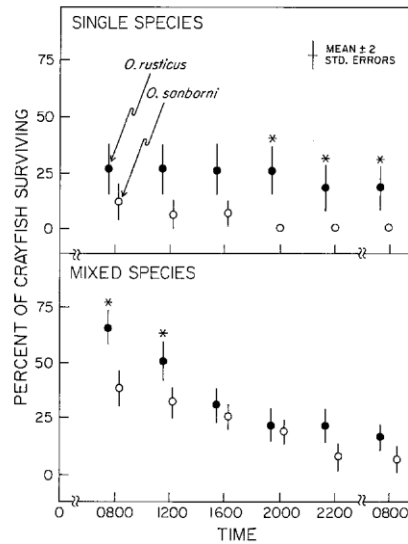 SINGLE SPECIES
75
50
25
0
O. rusticus
O. sanborni
MEAN ± 2
STD. ERRORS
*
*
*
MIXED SPECIES
75
50
25
0
*
*
PERCENT OF CRAYFISH SURVIVING
0 0800 1200 1600 2000 2200 0800
TIME